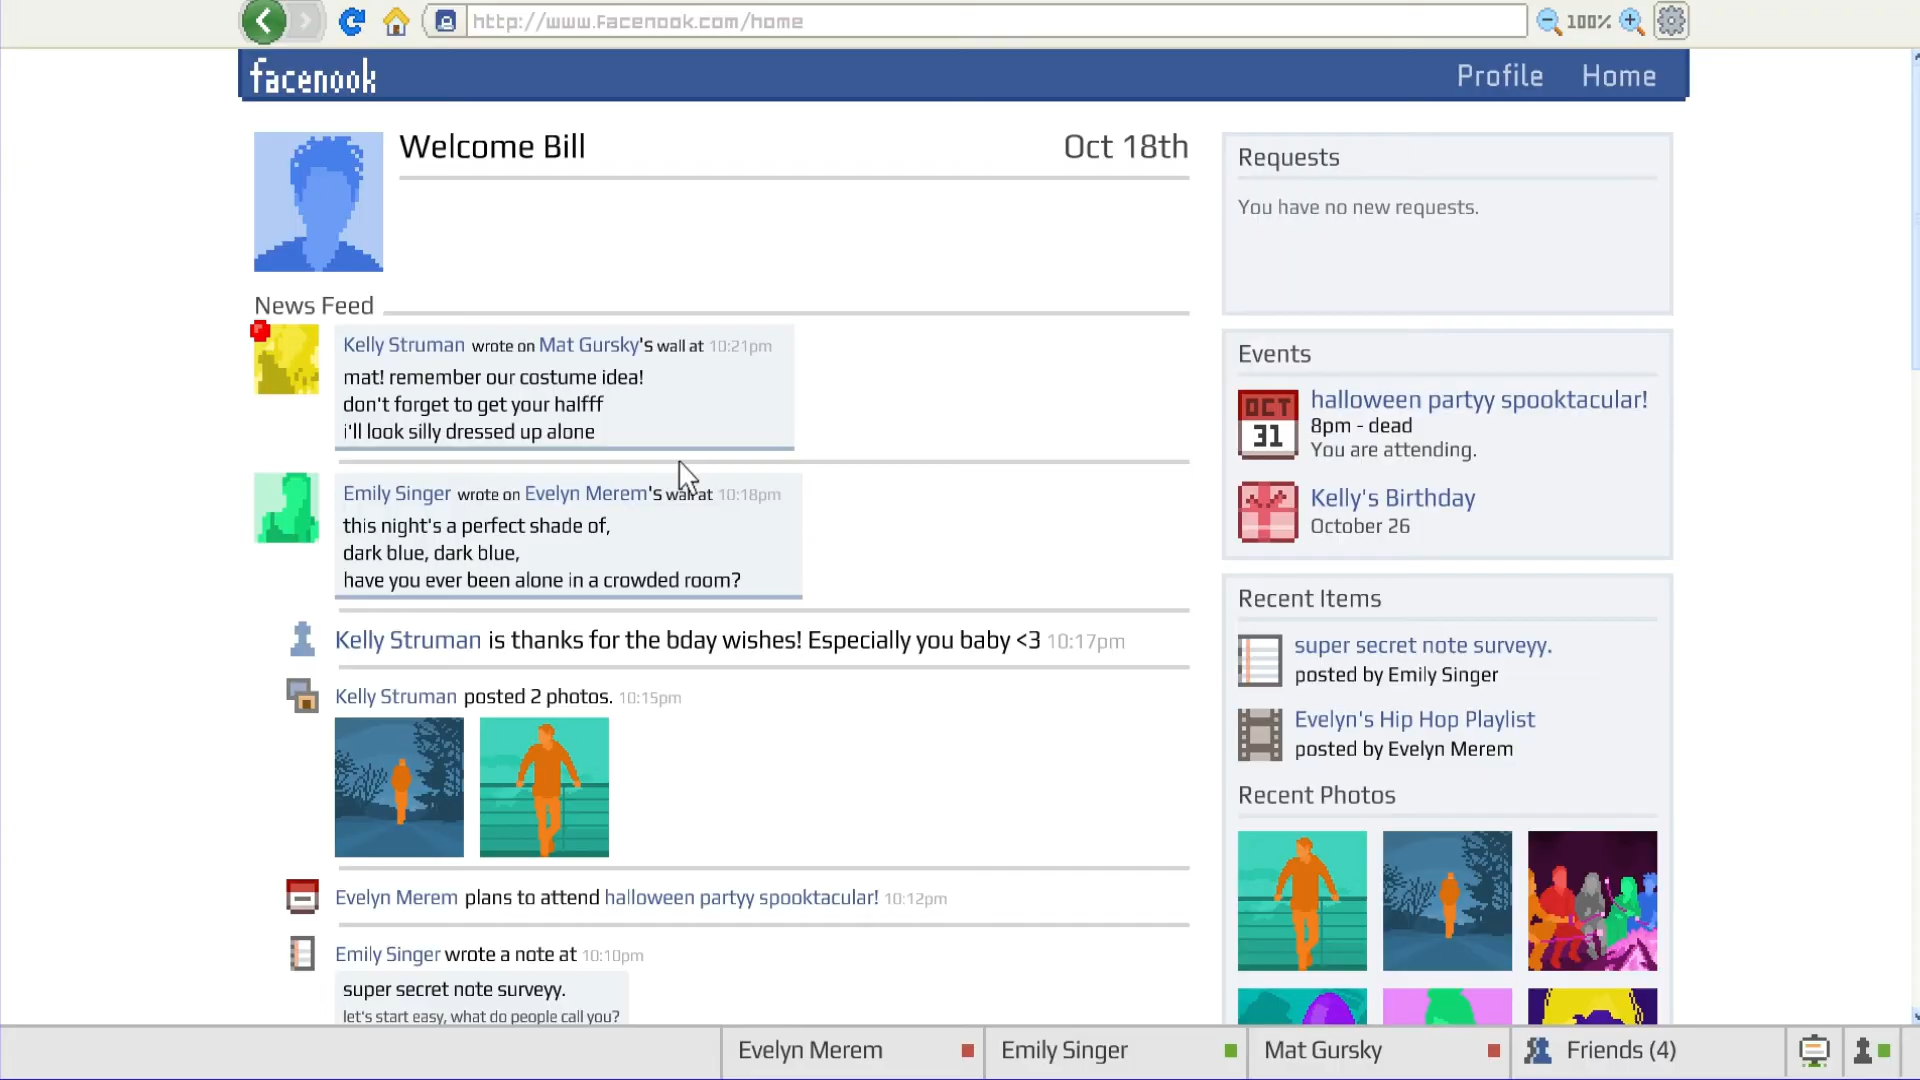 http://www.facenook.com/home
100%
facenook
Profile
Home
Welcome Bill
Oct 18th
News Feed
Kelly Struman wrote on Mat Gursky's wall at 10:21pm
mat! remember our costume idea!
don't forget to get your halfff
i'll look silly dressed up alone
Emily Singer wrote on Evelyn Merem's wall at 10:18pm
this night's a perfect shade of,
dark blue, dark blue,
have you ever been alone in a crowded room?
Kelly Struman is thanks for the bday wishes! Especially you baby <3 10:17pm
Kelly Struman posted 2 photos. 10:15pm
Evelyn Merem plans to attend halloween partyy spooktacular! 10:12pm
Emily Singer wrote a note at 10:10pm
super secret note surveyy.
let's start easy, what do people call you?
Requests
You have no new requests.
Events
OCT
31
halloween partyy spooktacular!
8pm - dead
You are attending.
Kelly's Birthday
October 26
Recent Items
super secret note surveyy.
posted by Emily Singer
Evelyn's Hip Hop Playlist
posted by Evelyn Merem
Recent Photos
Evelyn Merem
Emily Singer
Mat Gursky
Friends (4)